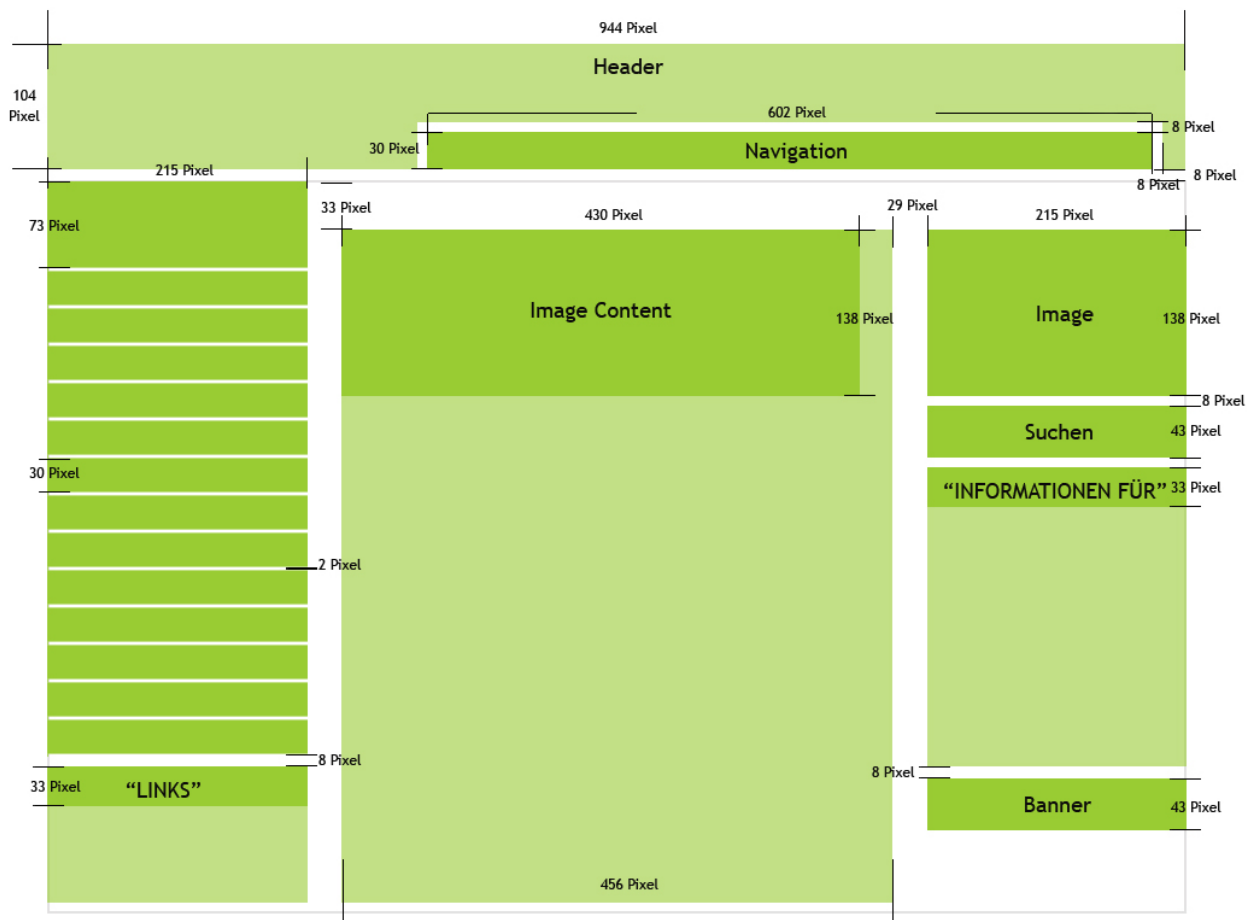 944 Pixel
Header
104
Pixel
602 Pixel
8 Pixel
30 Pixel
Navigation
215 Pixel
8 Pixel
8 Pixel
73 Pixel
33 Pixel
430 Pixel
29 Pixel
215 Pixel
Image Content
138 Pixel
Image
138 Pixel
8 Pixel
Suchen
43 Pixel
30 Pixel
“INFORMATIONEN FÜR”
33 Pixel
2 Pixel
8 Pixel
8 Pixel
33 Pixel
“LINKS”
Banner
43 Pixel
456 Pixel